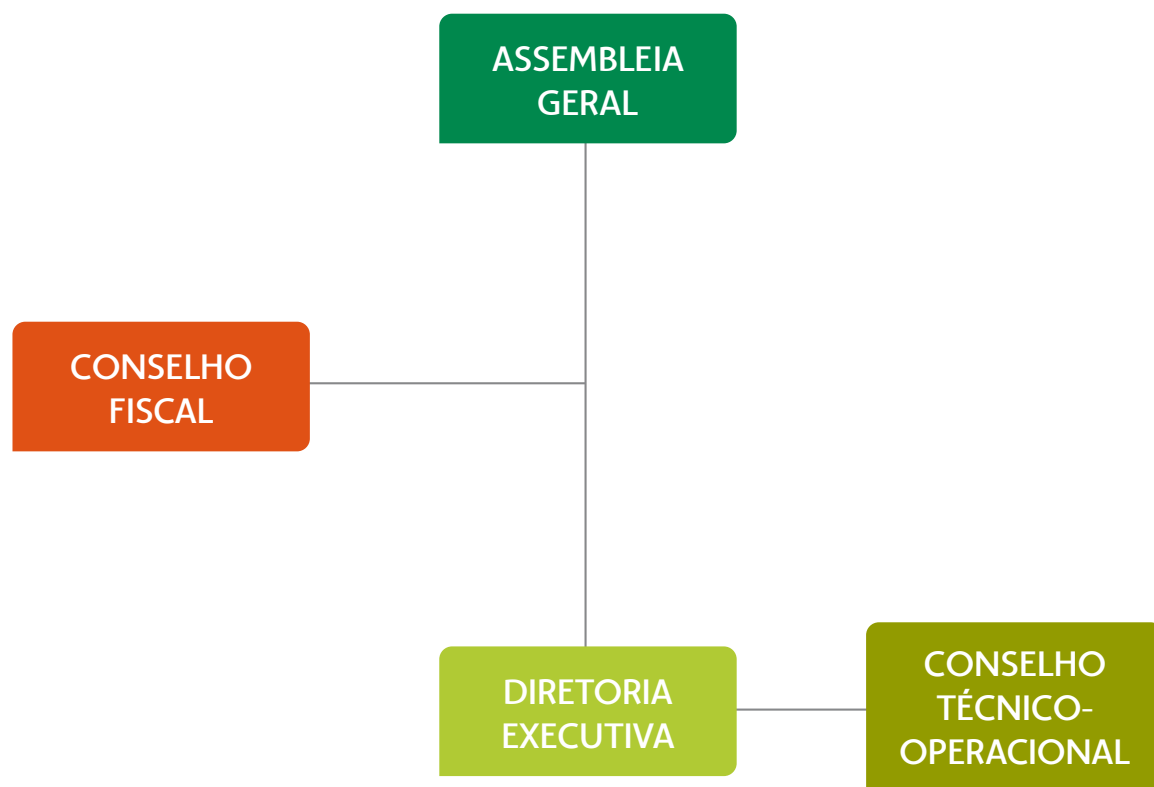 ASSEMBLEIA
GERAL
CONSELHO
FISCAL
DIRETORIA
EXECUTIVA
CONSELHO
TÉCNICO-
OPERACIONAL